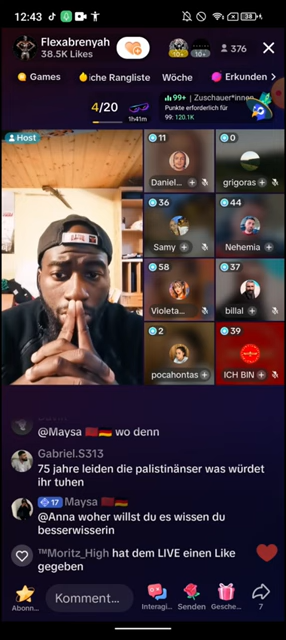 12:43
38
Flexabrenyah
38.5K Likes
376
Games
iche Rangliste
Woche
Erkunden
4/20
1h41m
99+ | Zuschauer*innen
Punkte erforderlich für
99: 120.1K
Host
11
Daniel...
0
grigoras
36
Samy
44
Nehemia
58
Violeta...
37
billal
2
pocahontas
39
ICH BIN
@Maysa 🇲🇦🇩🇪 wo denn
Gabriel.S313
75 jahre leiden die palistinänser was würdet
ihr tuhen
17 Maysa 🇲🇦🇩🇪
@Anna woher willst du es wissen du
besserwisserin
™Moritz_High hat dem LIVE einen Like
gegeben
Abonn...
Komment...
Interagi...
Senden
Gesche...
7